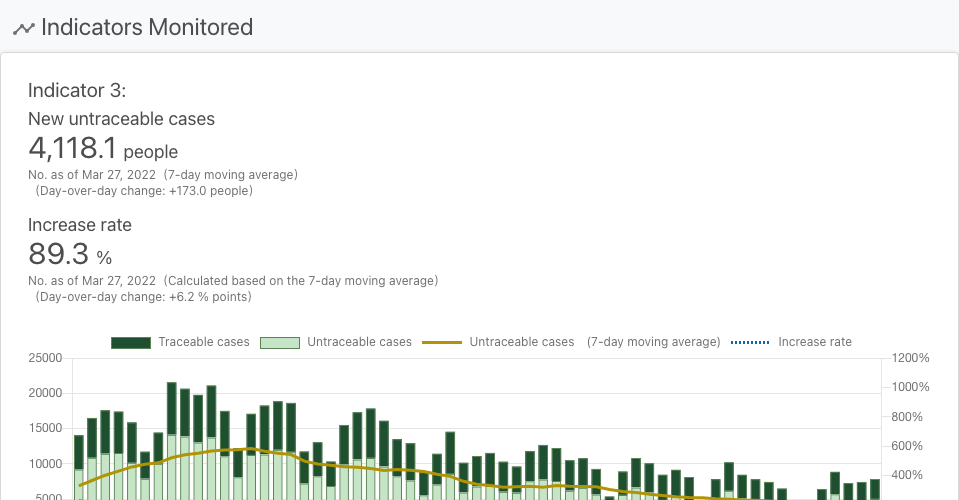 Indicators Monitored
Indicator 3:
New untraceable cases
4,118.1 people
No. as of Mar 27, 2022 (7-day moving average)
(Day-over-day change: +173.0 people)
Increase rate
89.3 %
No. as of Mar 27, 2022 (Calculated based on the 7-day moving average)
(Day-over-day change: +6.2 % points)
Traceable cases Untraceable cases Untraceable cases (7-day moving average) Increase rate
25000 1200%
20000 1000%
15000 800%
10000 600%
5000 400%